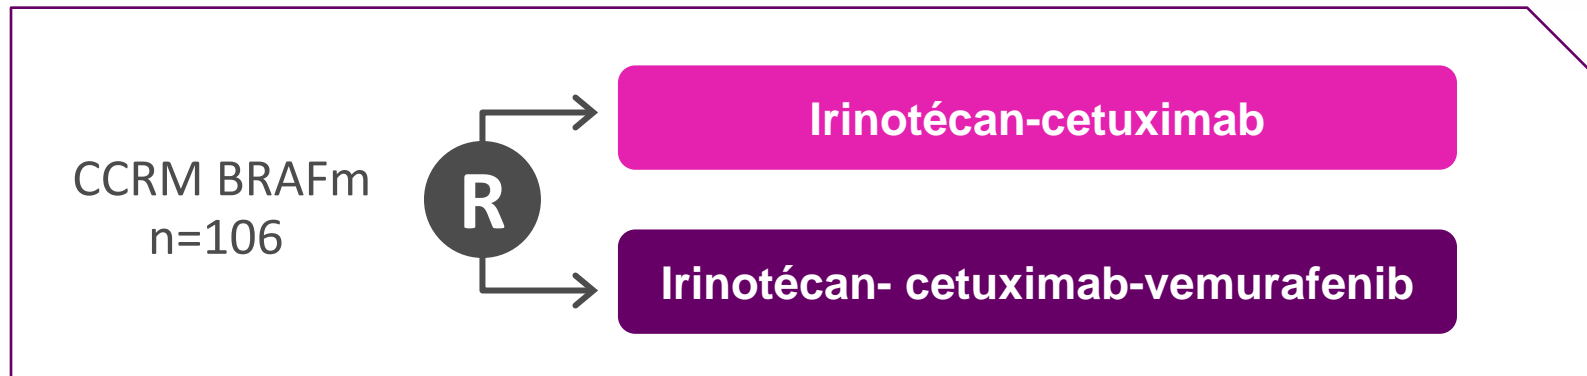 CCRM BRAFm
n=106
R
Irinotécan-cetuximab
Irinotécan- cetuximab-vemurafenib